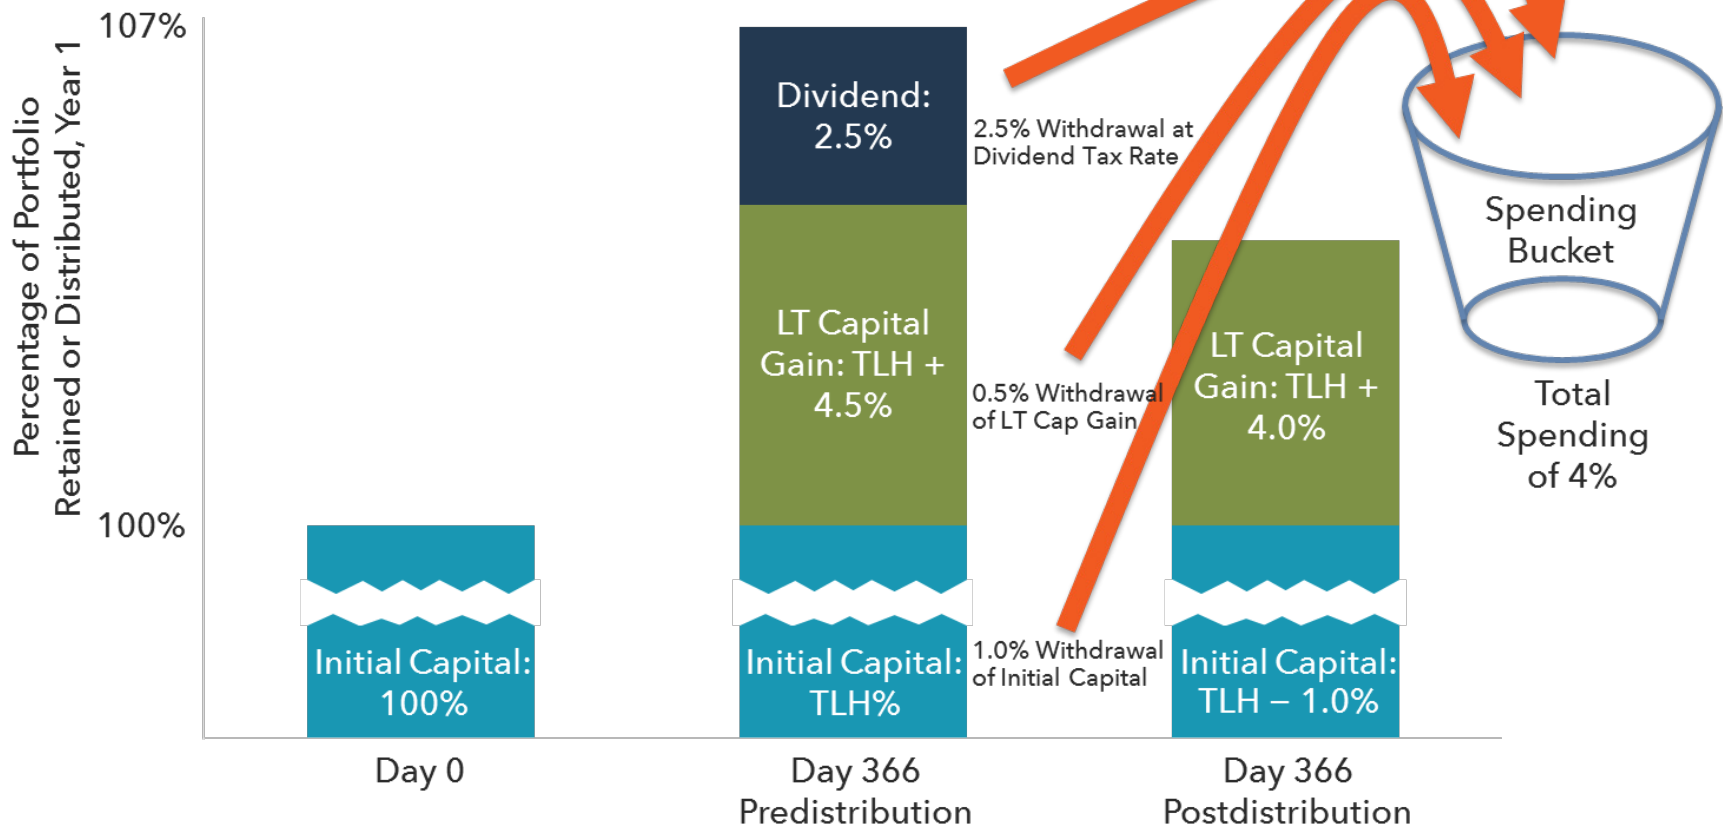 107%
Percentage of Portfolio
Retained or Distributed, Year 1
100%
Initial Capital:
100%
Day 0
Dividend:
2.5%
LT Capital
Gain: TLH +
4.5%
Initial Capital:
TLH%
Day 366
Predistribution
2.5% Withdrawal at
Dividend Tax Rate
0.5% Withdrawal
of LT Cap Gain
1.0% Withdrawal
of Initial Capital
LT Capital
Gain: TLH +
4.0%
Initial Capital:
TLH – 1.0%
Day 366
Postdistribution
Spending
Bucket
Total
Spending
of 4%